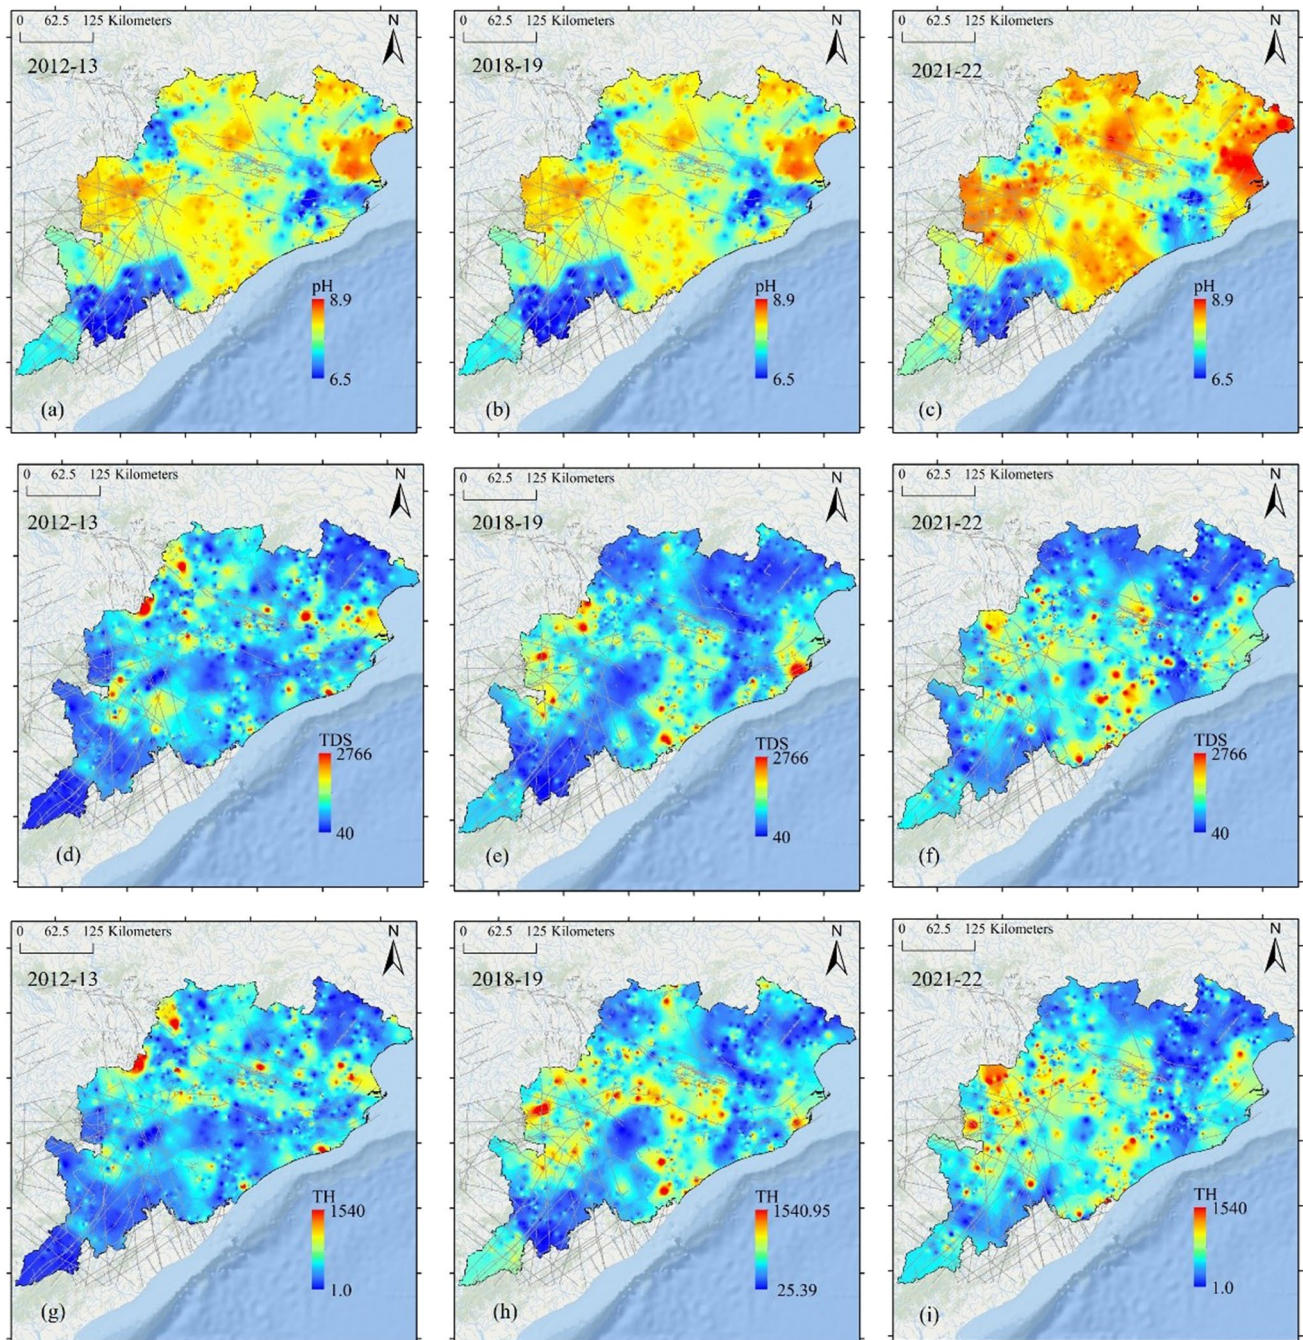 0 62.5 125 Kilometers
N
2012-13
pH
8.9
6.5
(a)
0 62.5 125 Kilometers
N
2018-19
pH
8.9
6.5
(b)
0 62.5 125 Kilometers
N
2021-22
pH
8.9
6.5
(c)
0 62.5 125 Kilometers
N
2012-13
TDS
2766
40
(d)
0 62.5 125 Kilometers
N
2018-19
TDS
2766
40
(e)
0 62.5 125 Kilometers
N
2021-22
TDS
2766
40
(f)
0 62.5 125 Kilometers
N
2012-13
TH
1540
1.0
(g)
0 62.5 125 Kilometers
N
2018-19
TH
1540.95
25.39
(h)
0 62.5 125 Kilometers
N
2021-22
TH
1540
1.0
(i)